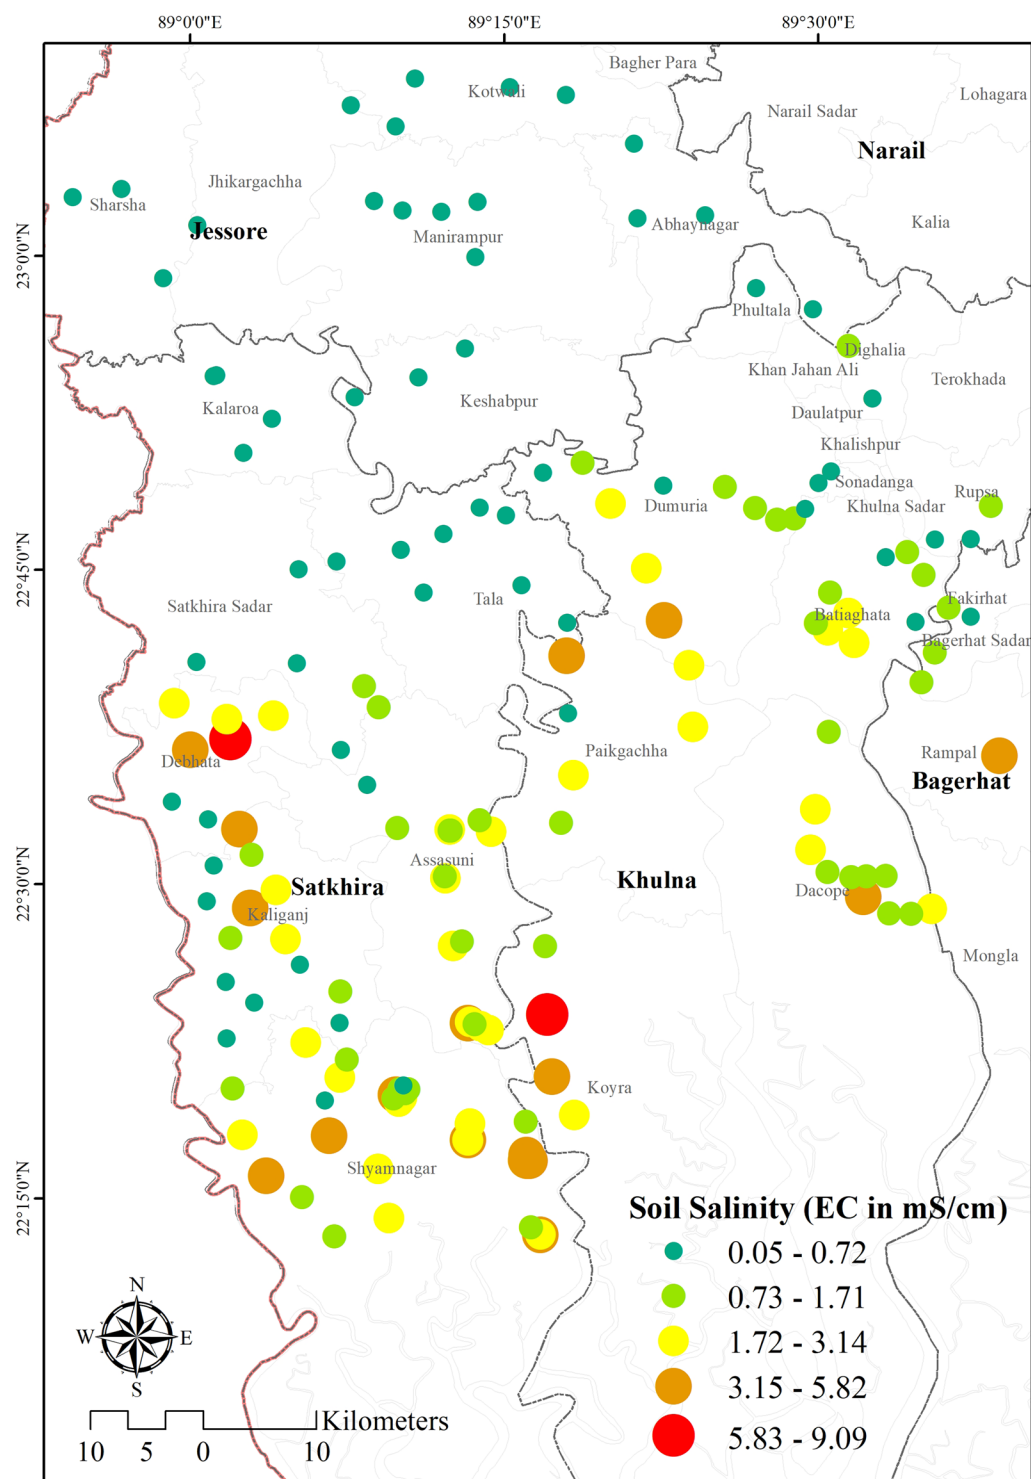 89°0'0"E 89°15'0"E 89°30'0"E
Bagher Para
Kotwali
Lohagara
Narail Sadar
Narail
Jhikargachha
Sharsha
Kalia
Abhaynagar
Jessore
Manirampur
23°0'0"N
Phultala
Dighalia
Khan Jahan Ali
Terokhada
Keshabpur
Kalaroa
Daulatpur
Khalishpur
Sonadanga
Rupsa
Dumuria
Khulna Sadar
22°45'0"N
Fakirhat
Tala
Satkhira Sadar
Batiaghata
Bagerhat Sadar
Paikgachha
Rampal
Debhata
Bagerhat
Assasuni
Khulna
Satkhira
22°30'0"N
Dacope
Kaliganj
Mongla
Koyra
Shyamnagar
22°15'0"N
Soil Salinity (EC in mS/cm)
0.05 - 0.72
0.73 - 1.71
1.72 - 3.14
3.15 - 5.82
5.83 - 9.09
N
W E
S
Kilometers
10 5 0 10